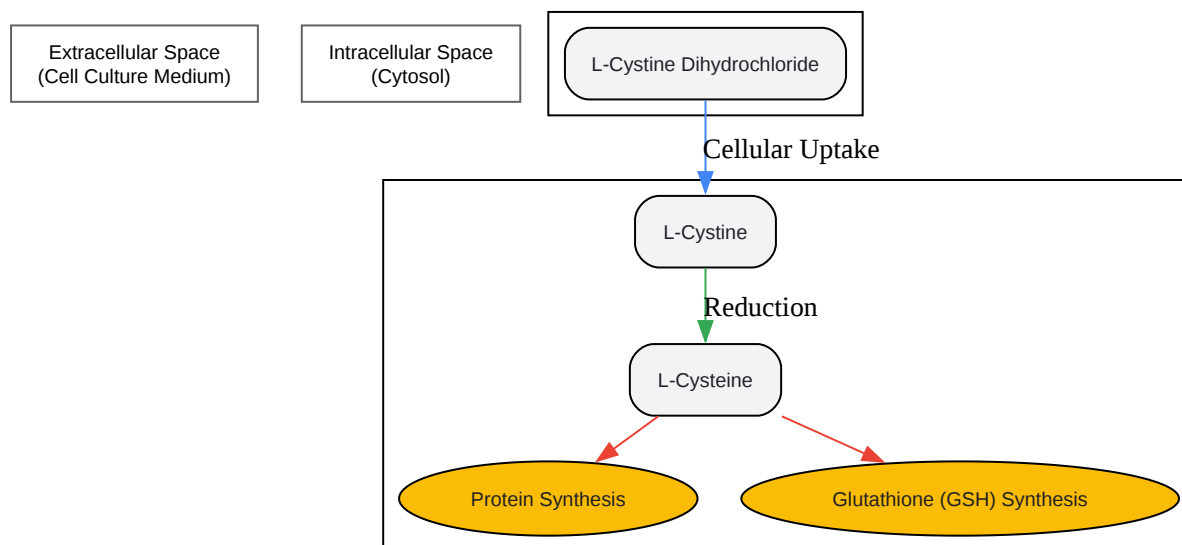 Extracellular Space
(Cell Culture Medium)
Intracellular Space
(Cytosol)
L-Cystine Dihydrochloride
Cellular Uptake
L-Cystine
Reduction
L-Cysteine
Protein Synthesis
Glutathione (GSH) Synthesis